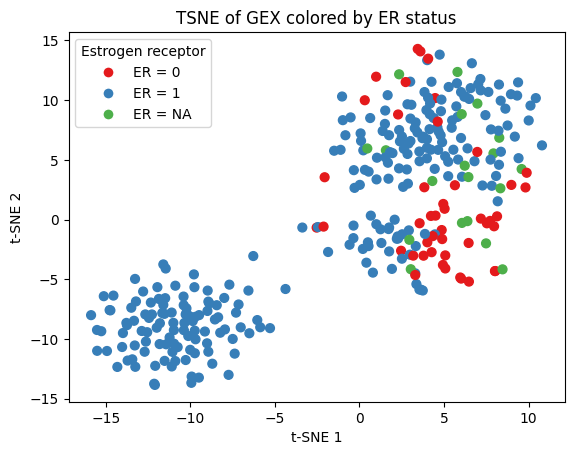 TSNE of GEX colored by ER status
Estrogen receptor
ER = 0
ER = 1
ER = NA
t-SNE 2
15
10
5
0
−5
−10
−15
−15
−10
−5
0
5
10
t-SNE 1